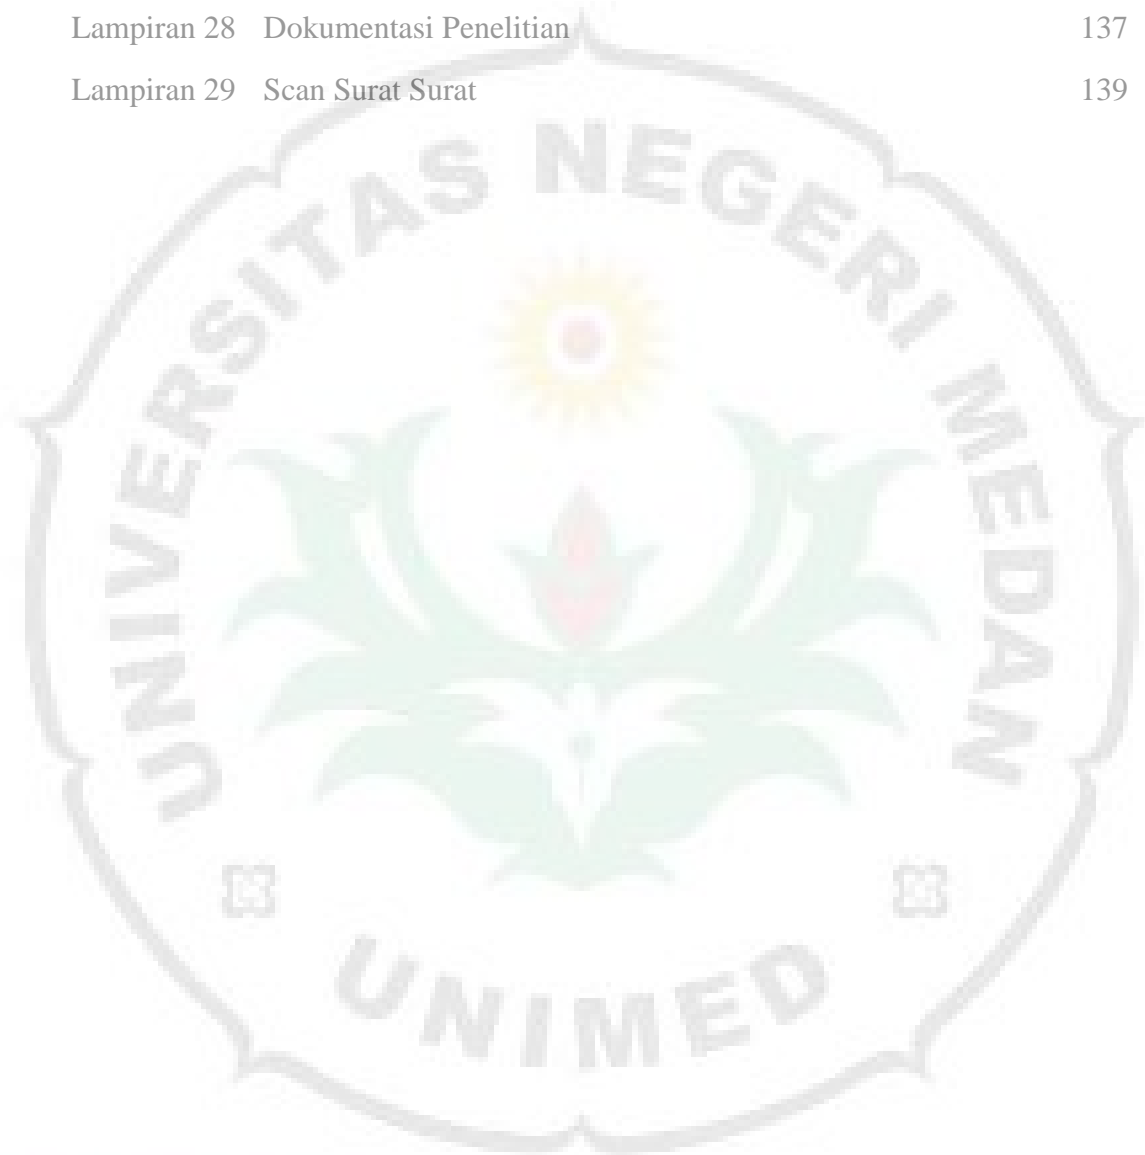 Lampiran 28 Dokumentasi Penelitian 137
Lampiran 29 Scan Surat Surat 139
UNIVERSITAS NEGERI MEDAN
UNIMED